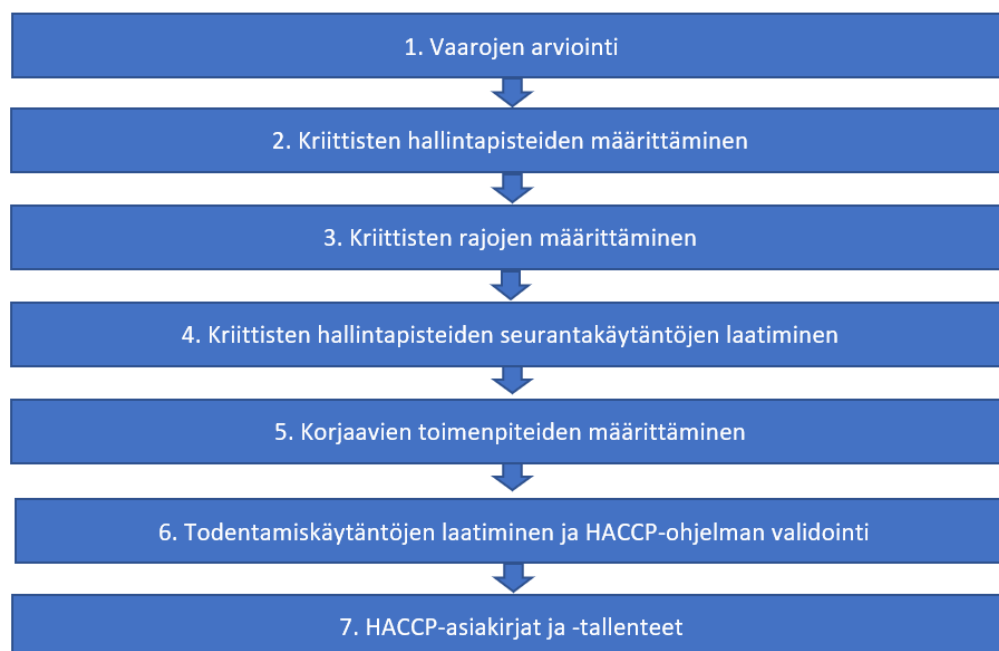 1. Vaarojen arviointi
2. Kriittisten hallintapisteiden määrittäminen
3. Kriittisten rajojen määrittäminen
4. Kriittisten hallintapisteiden seurantakäytäntöjen laatiminen
5. Korjaavien toimenpiteiden määrittäminen
6. Todentamiskäytäntöjen laatiminen ja HACCP-ohjelman validointi
7. HACCP-asiakirjat ja -tallenteet